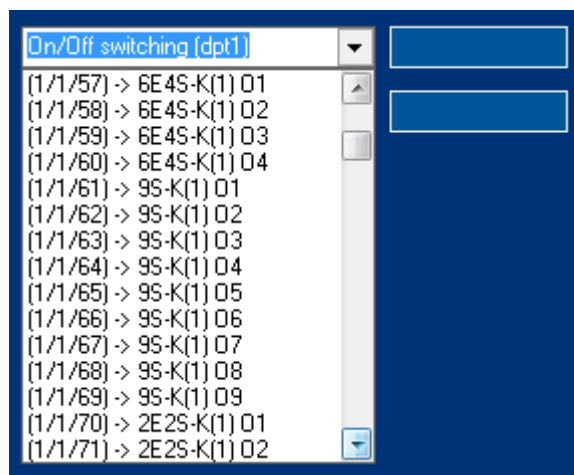 On/Off switching (dpt1)
(1/1/57) -> 6E4S-K(1) O1
(1/1/58) -> 6E4S-K(1) O2
(1/1/59) -> 6E4S-K(1) O3
(1/1/60) -> 6E4S-K(1) O4
(1/1/61) -> 9S-K(1) O1
(1/1/62) -> 9S-K(1) O2
(1/1/63) -> 9S-K(1) O3
(1/1/64) -> 9S-K(1) O4
(1/1/65) -> 9S-K(1) O5
(1/1/66) -> 9S-K(1) O6
(1/1/67) -> 9S-K(1) O7
(1/1/68) -> 9S-K(1) O8
(1/1/69) -> 9S-K(1) O9
(1/1/70) -> 2E2S-K(1) O1
(1/1/71) -> 2E2S-K(1) O2